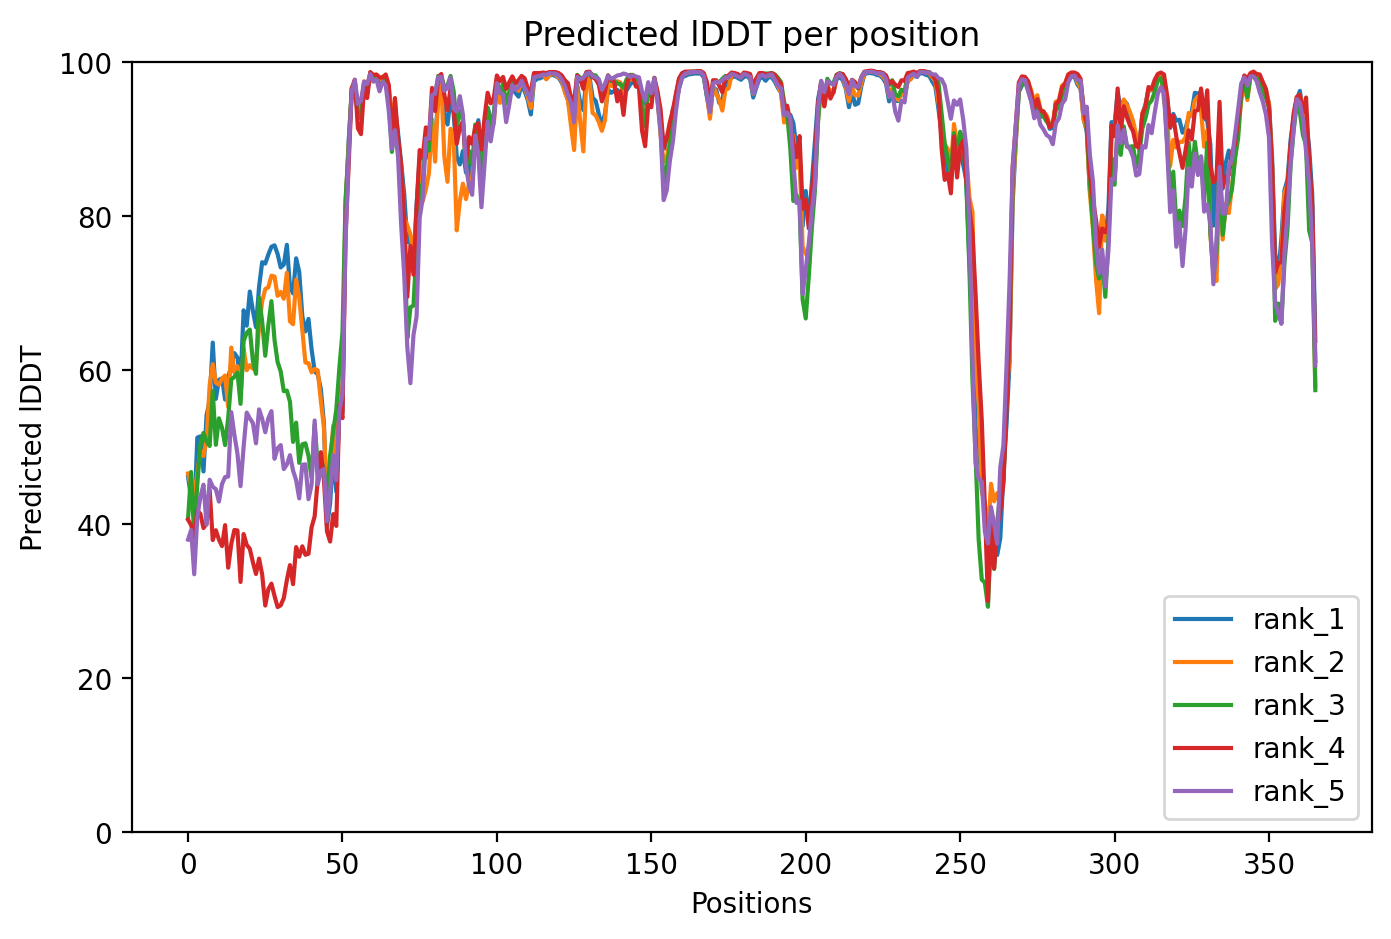 Predicted lDDT per position
100
80
60
40
20
0
Predicted lDDT
0 50 100 150 200 250 300 350
Positions
rank_1
rank_2
rank_3
rank_4
rank_5